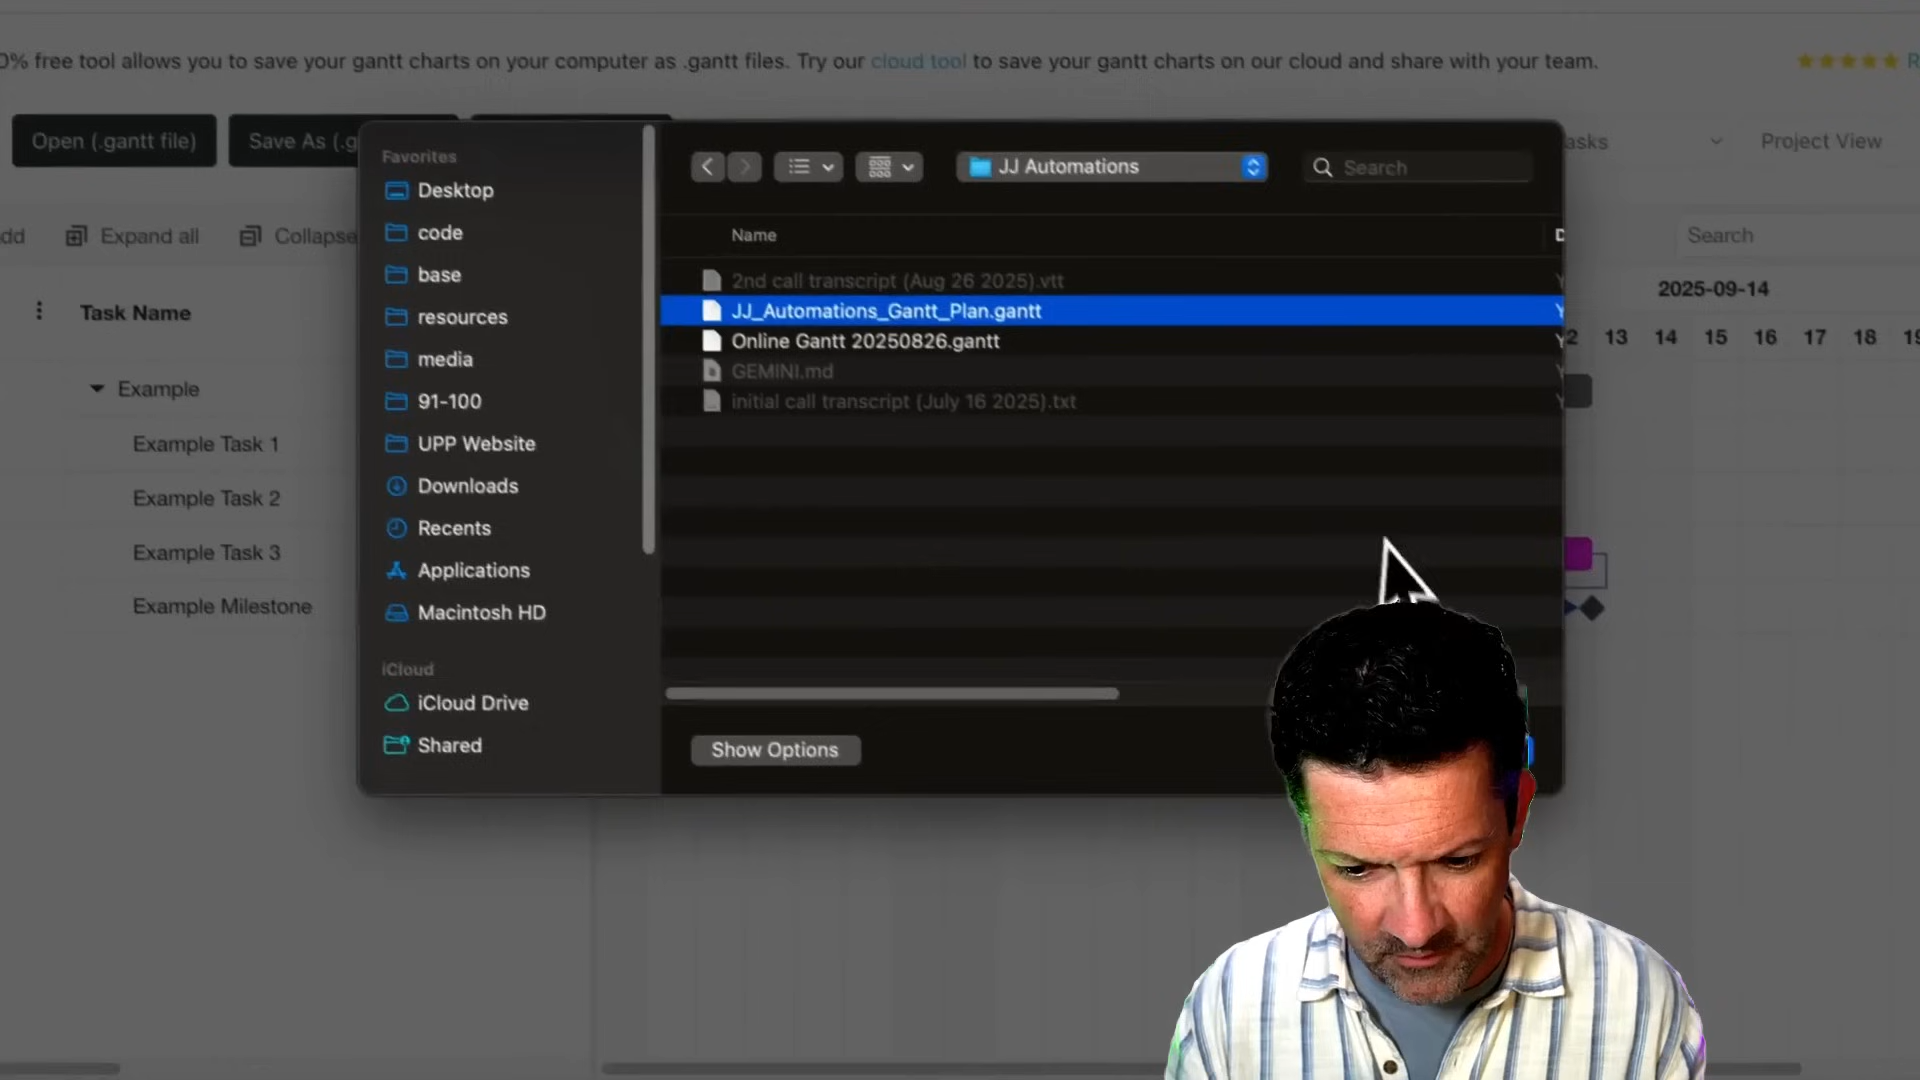 0% free tool allows you to save your gantt charts on your computer as .gantt files. Try our cloud tool to save your gantt charts on our cloud and share with your team.
Open (.gantt file)
Save As (.g
asks
Project View
dd
Expand all
Collapse
Search
Task Name
2025-09-14
2 13 14 15 16 17 18 19
Example
Example Task 1
Example Task 2
Example Task 3
Example Milestone
Favorites
Desktop
code
base
resources
media
91-100
UPP Website
Downloads
Recents
Applications
Macintosh HD
iCloud
iCloud Drive
Shared
JJ Automations
Search
Name
2nd call transcript (Aug 26 2025).vtt
JJ_Automations_Gantt_Plan.gantt
Online Gantt 20250826.gantt
GEMINI.md
initial call transcript (July 16 2025).txt
Show Options